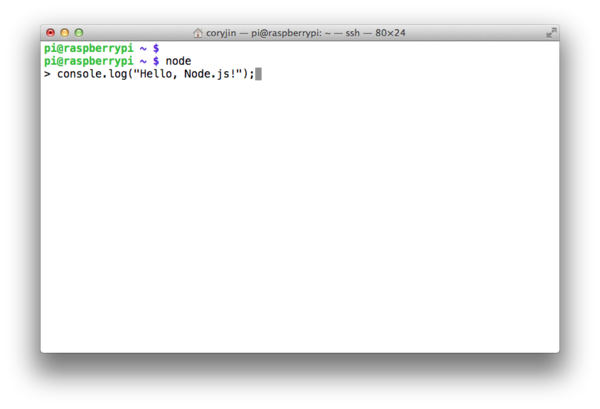 coryjin — pi@raspberrypi: ~ — ssh — 80×24
pi@raspberrypi ~ $
pi@raspberrypi ~ $ node
> console.log("Hello, Node.js!");